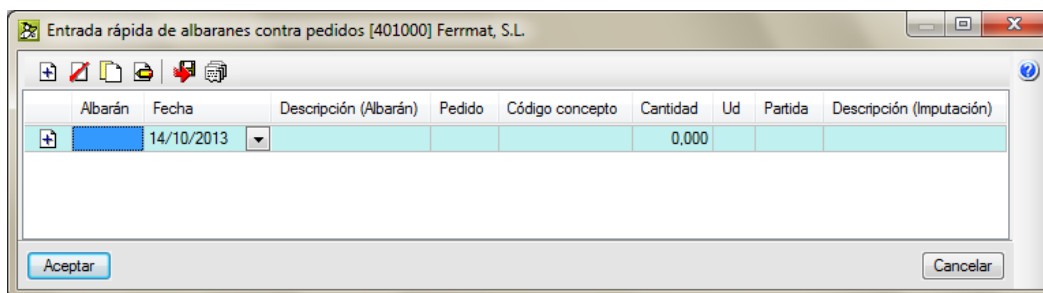 Entrada rápida de albaranes contra pedidos [401000] Ferrmat, S.L.
Albarán Fecha Descripción (Albarán) Pedido Código concepto Cantidad Ud Partida Descripción (Imputación)
14/10/2013 0,000
Aceptar Cancelar